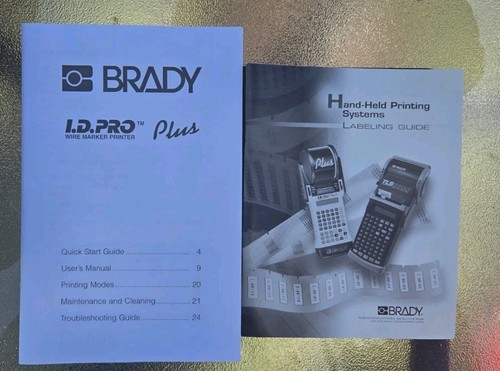 BRADY
I.D.PRO™ Plus
WIRE MARKER PRINTER
Quick Start Guide 4
User's Manual 9
Printing Modes 20
Maintenance and Cleaning 21
Troubleshooting Guide 24
Hand-Held Printing
Systems
LABELING GUIDE
Plus
BRADY